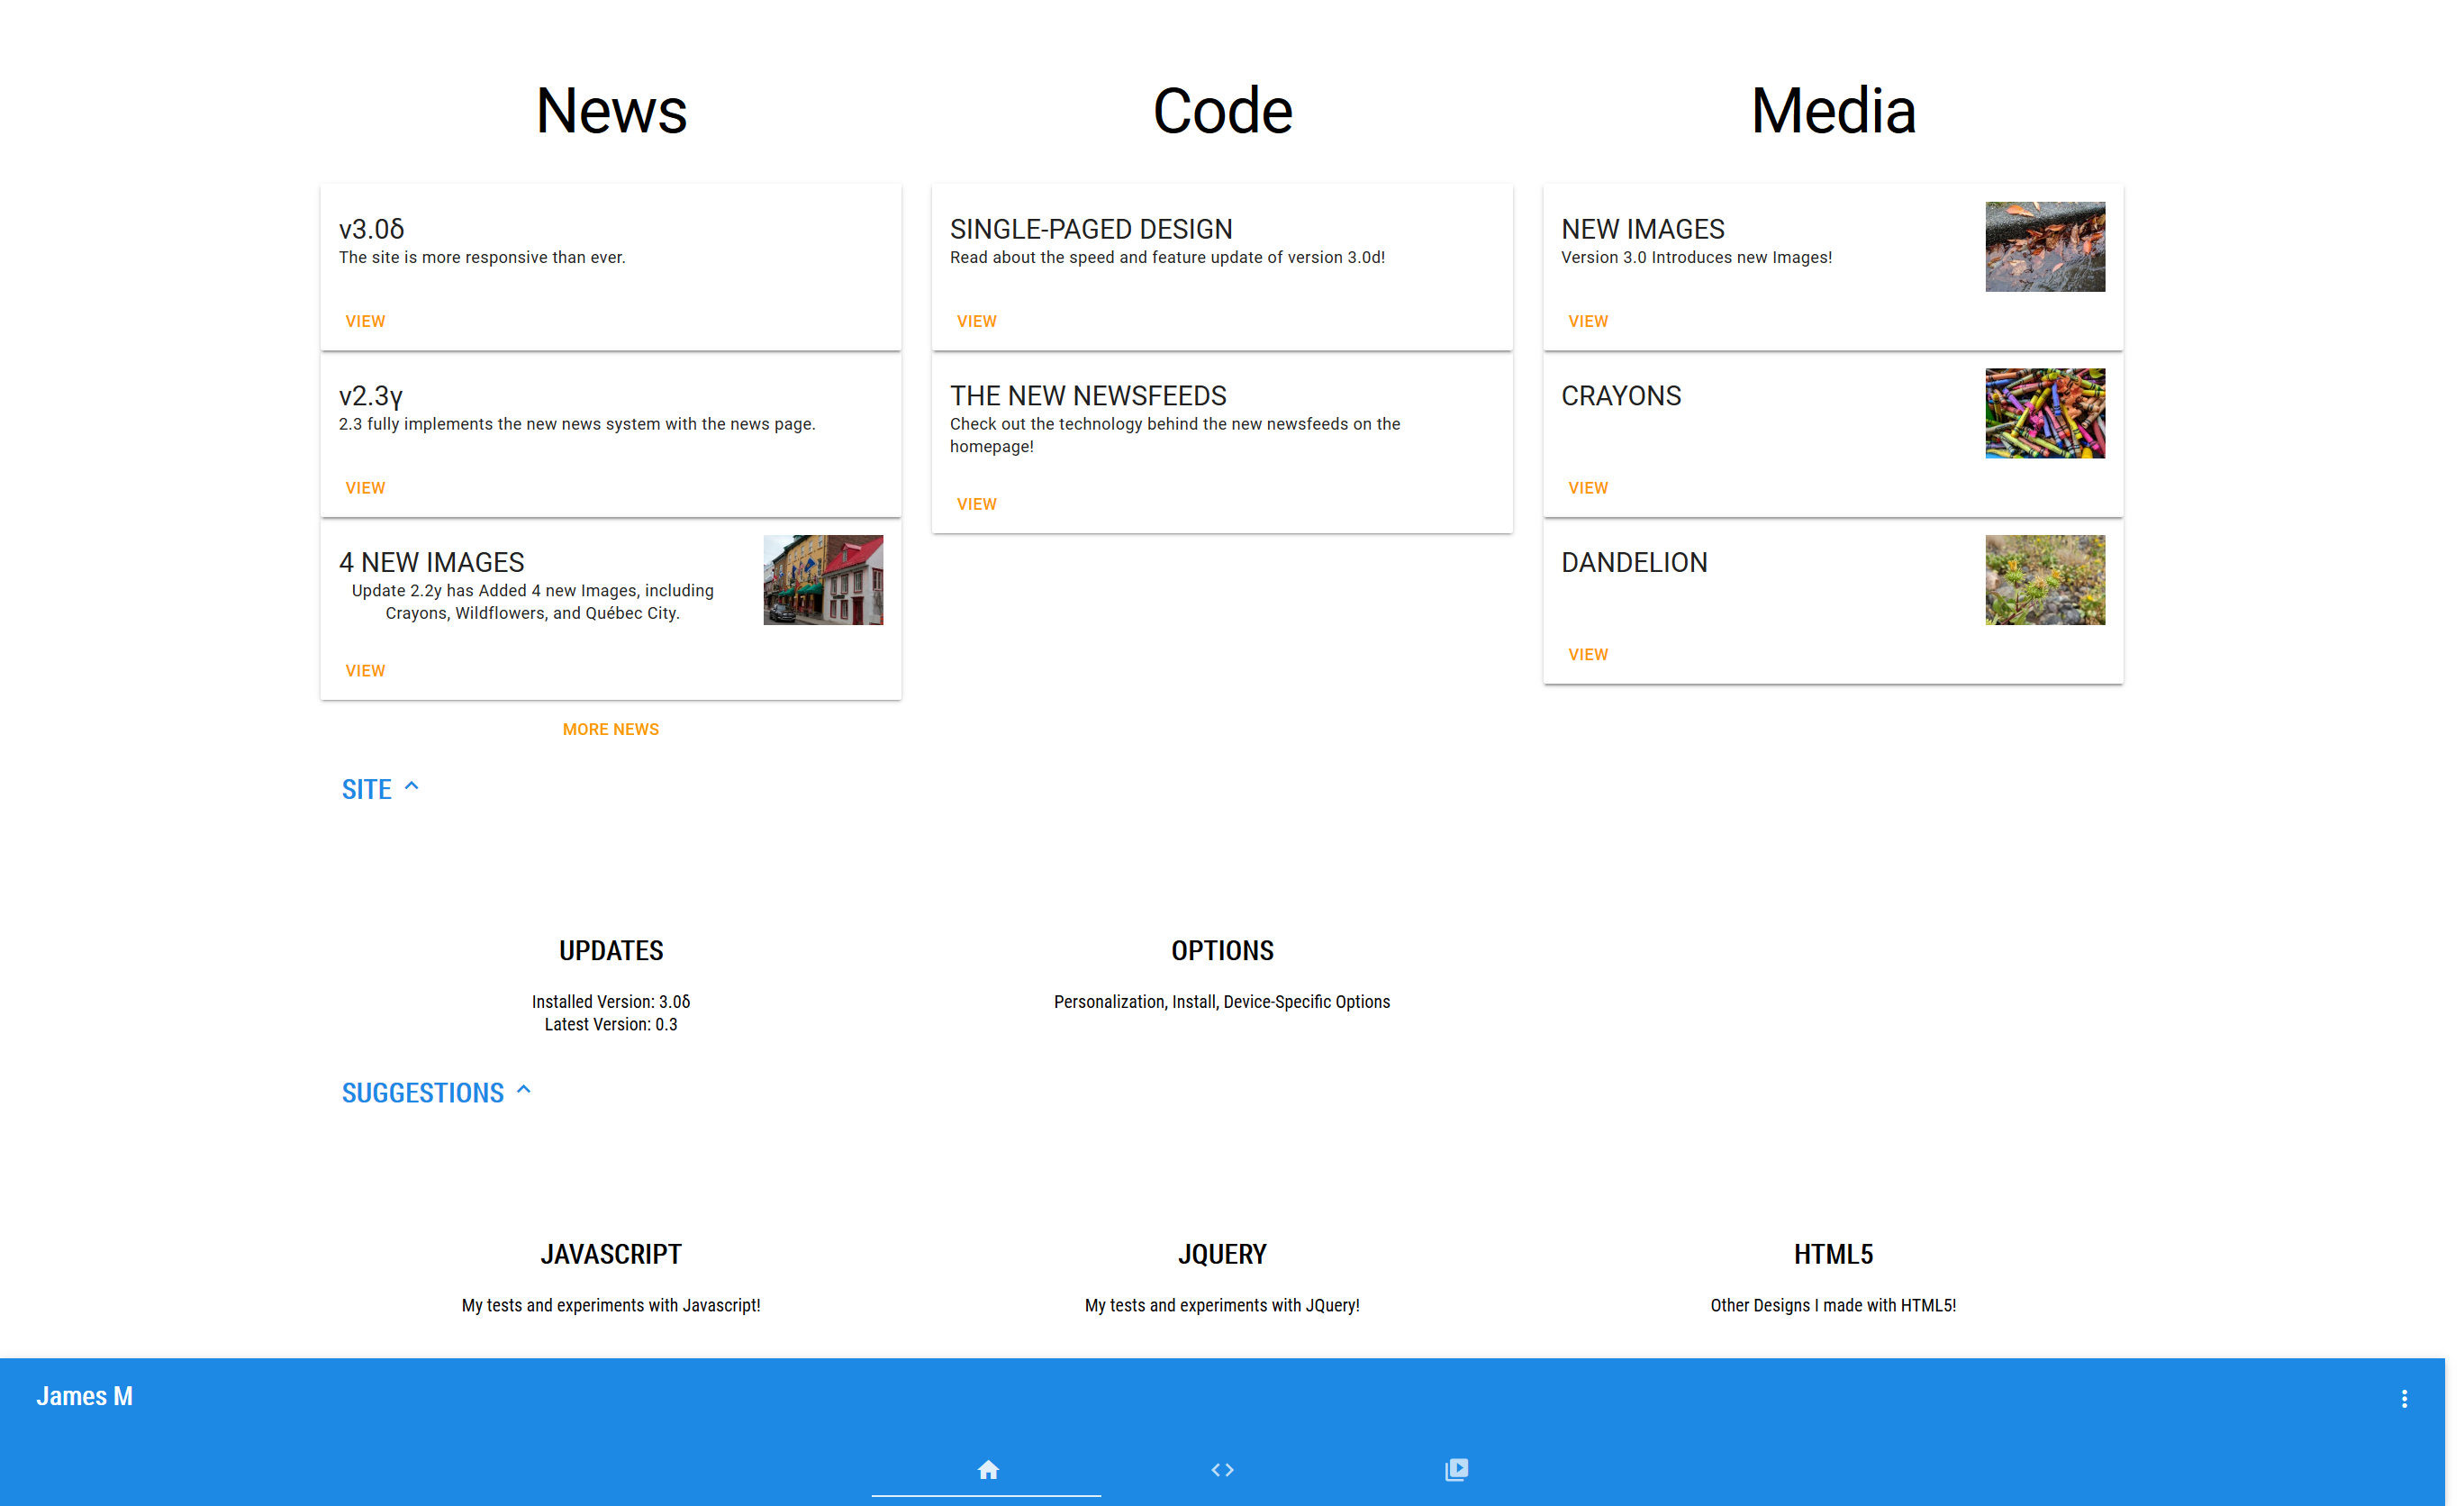 News
v3.0δ
The site is more responsive than ever.
VIEW
v2.3γ
2.3 fully implements the new news system with the news page.
VIEW
4 NEW IMAGES
Update 2.2y has Added 4 new Images, including
Crayons, Wildflowers, and Québec City.
VIEW
MORE NEWS
Code
SINGLE-PAGED DESIGN
Read about the speed and feature update of version 3.0d!
VIEW
THE NEW NEWSFEEDS
Check out the technology behind the new newsfeeds on the
homepage!
VIEW
Media
NEW IMAGES
Version 3.0 Introduces new Images!
VIEW
CRAYONS
VIEW
DANDELION
VIEW
SITE
UPDATES
Installed Version: 3.0δ
Latest Version: 0.3
OPTIONS
Personalization, Install, Device-Specific Options
SUGGESTIONS
JAVASCRIPT
My tests and experiments with Javascript!
JQUERY
My tests and experiments with JQuery!
HTML5
Other Designs I made with HTML5!
James M